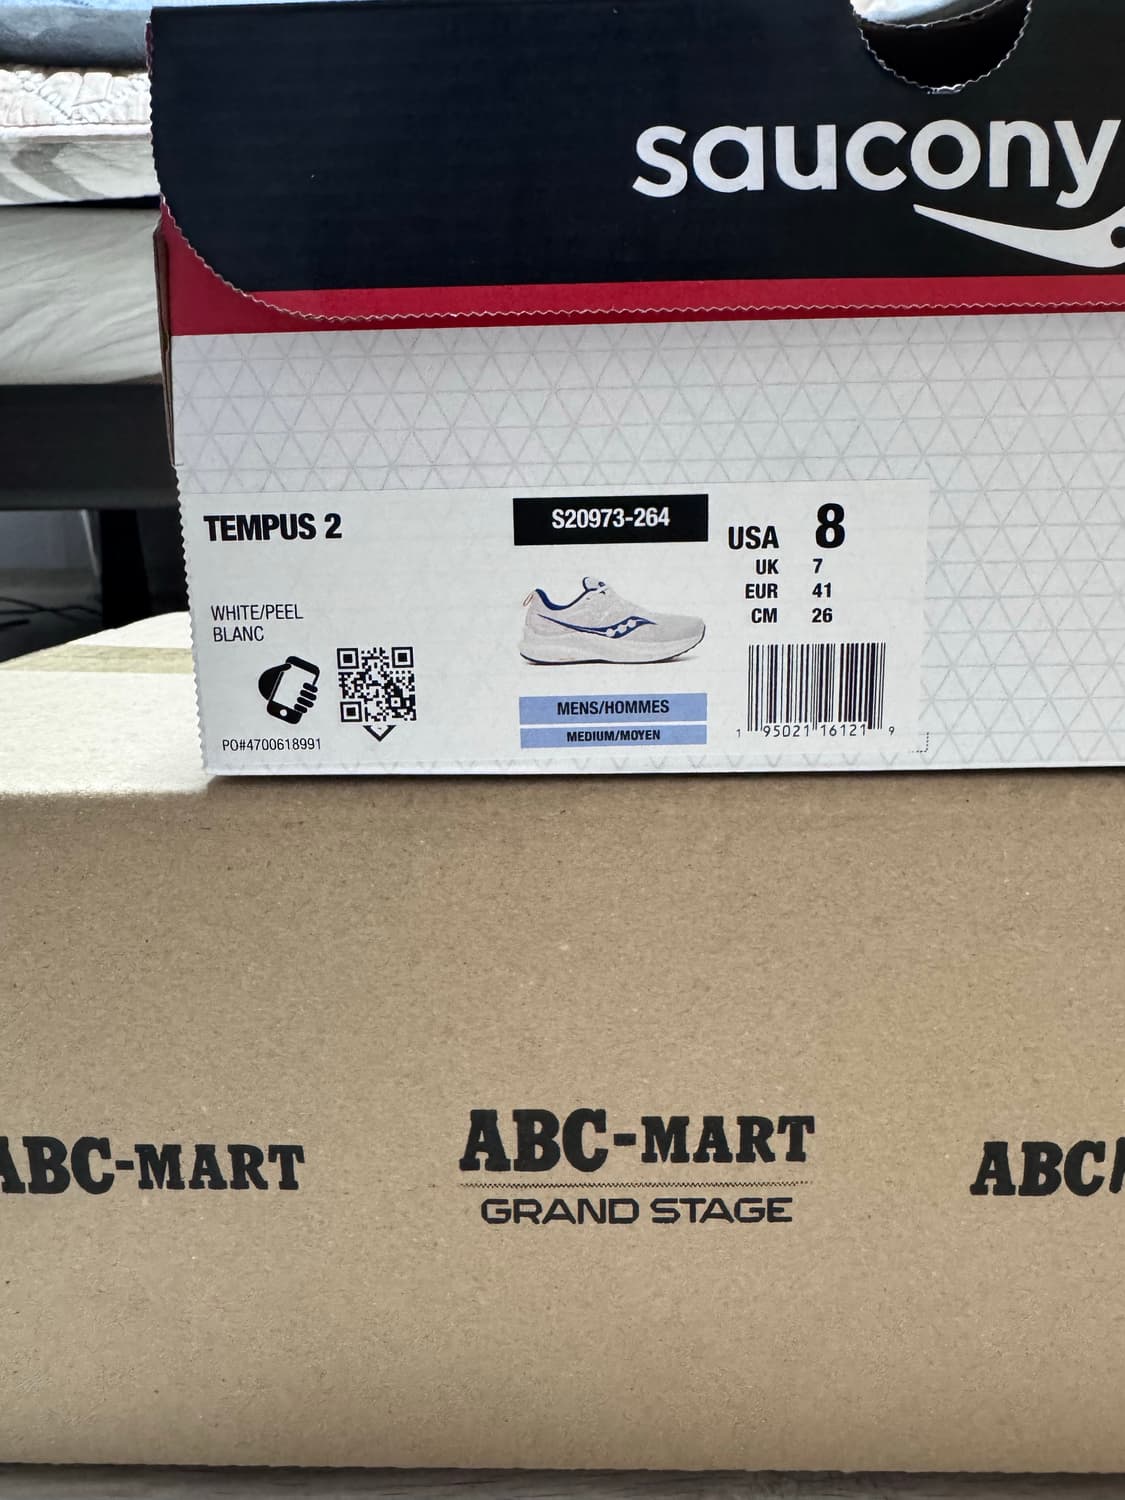 saucony
TEMPUS 2
WHITE/PEEL
BLANC
PO#4700618991
S20973-264
MENS/HOMMES
MEDIUM/MOYEN
USA 8
UK 7
EUR 41
CM 26
1 95021 16121 9
ABC-MART
ABC-MART
GRAND STAGE
ABC